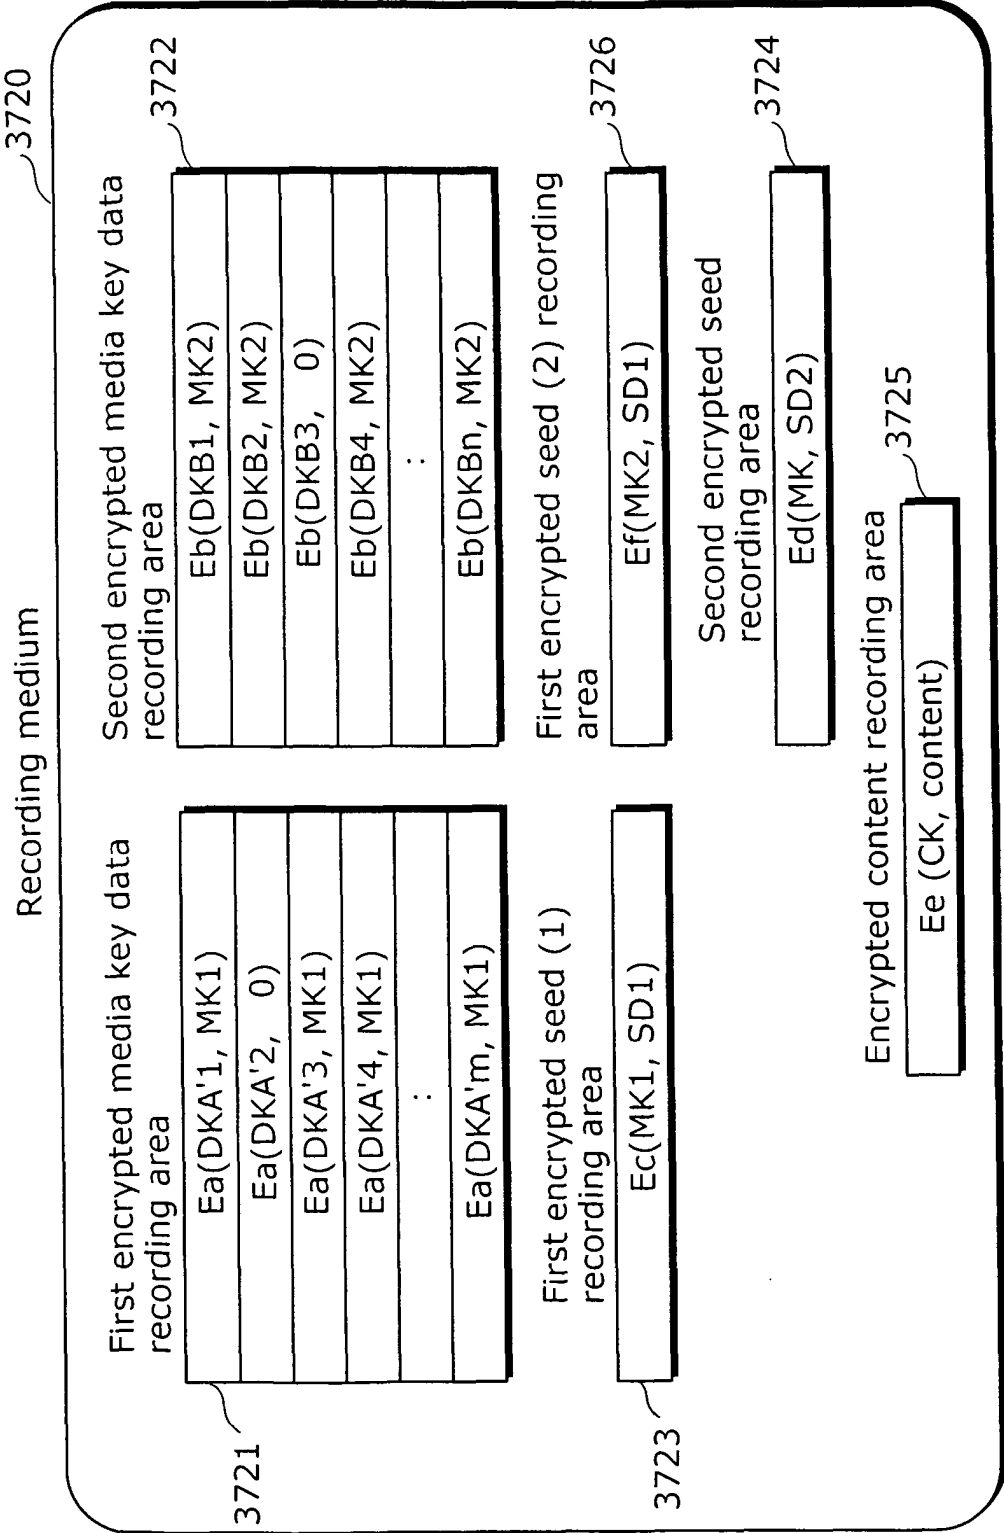 Recording medium
3720
First encrypted media key data
recording area
3721
Ea(DKA'1, MK1)
Ea(DKA'2, 0)
Ea(DKA'3, MK1)
Ea(DKA'4, MK1)
:
Ea(DKA'm, MK1)
Second encrypted media key data
recording area
3722
Eb(DKB1, MK2)
Eb(DKB2, MK2)
Eb(DKB3, 0)
Eb(DKB4, MK2)
:
Eb(DKBn, MK2)
First encrypted seed (1)
recording area
3723
Ec(MK1, SD1)
First encrypted seed (2) recording
area
3726
Ef(MK2, SD1)
Second encrypted seed
recording area
3724
Ed(MK, SD2)
Encrypted content recording area
3725
Ee (CK, content)